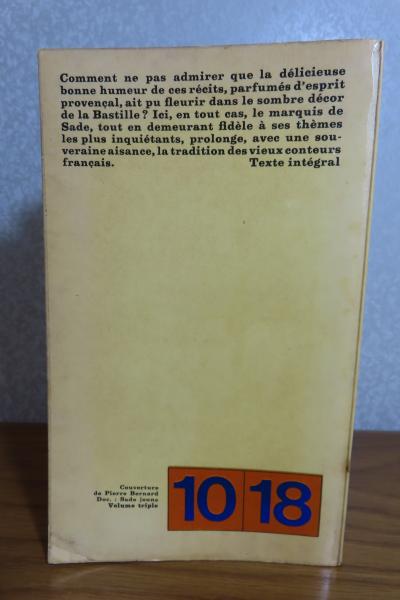 Comment ne pas admirer que la délicieuse
bonne humeur de ces récits, parfumés d'esprit
provençal, ait pu fleurir dans le sombre décor
de la Bastille? Ici, en tout cas, le marquis de
Sade, tout en demeurant fidèle à ses thèmes
les plus inquiétants, prolonge, avec une sou-
veraine aisance, la tradition des vieux conteurs
français. Texte intégral
Couverture
de Pierre Bernard
Doc. : Sade jeune
Volume triple
10 18